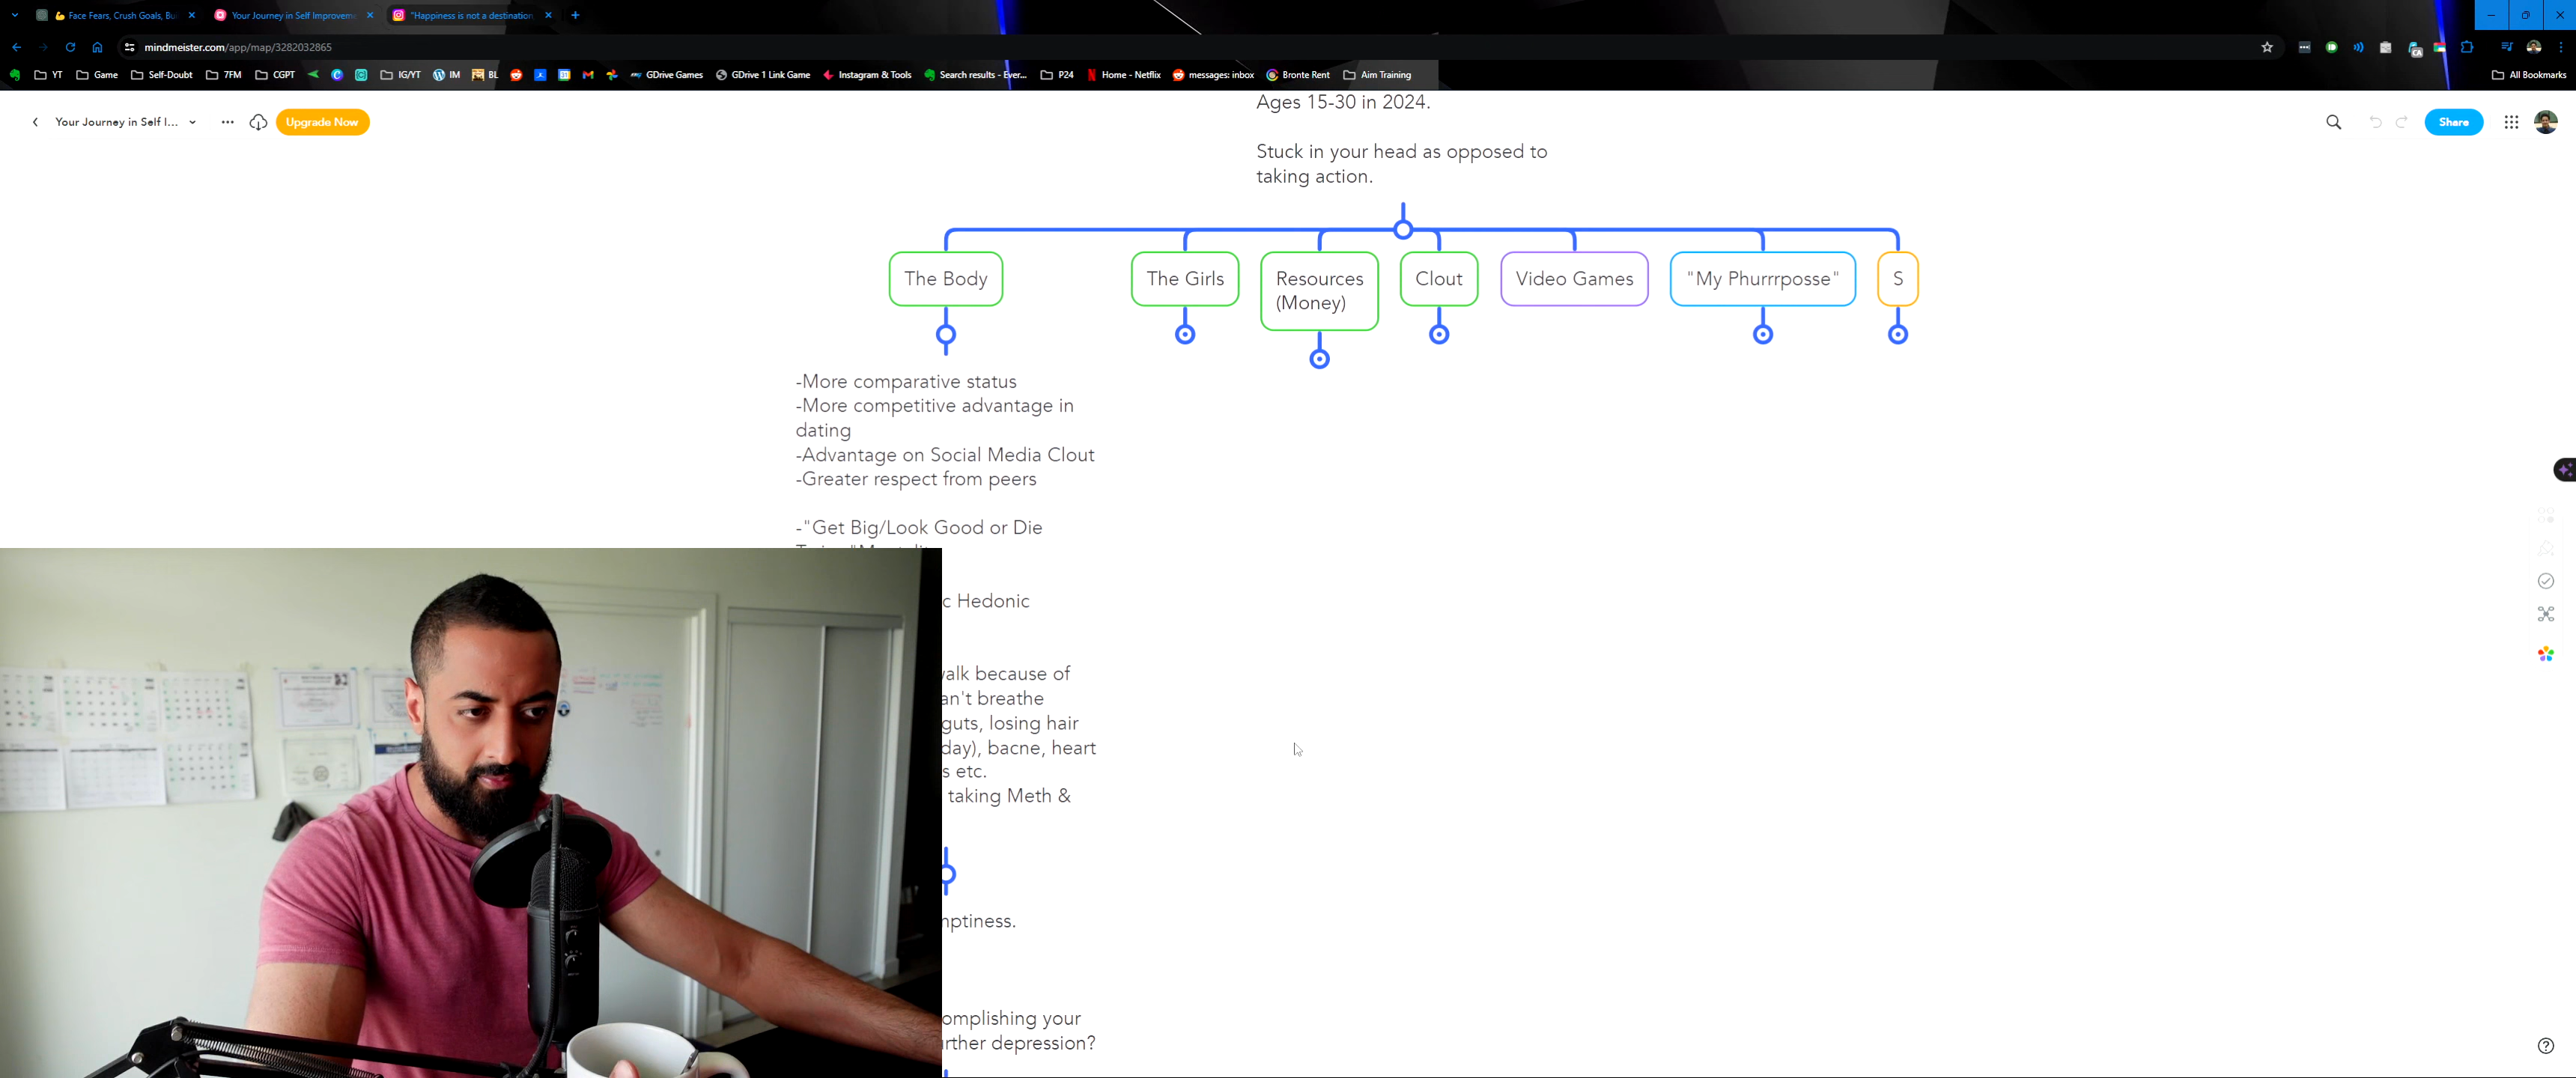 💪 Face Fears, Crush Goals, Bu
Your Journey in Self Improveme
"Happiness is not a destination
mindmeister.com/app/map/3282032865
YT
Game
Self-Doubt
7FM
CGPT
IG/YT
IM
BL
GDrive Games
GDrive 1 Link Game
Instagram & Tools
Search results - Ever...
P24
Home - Netflix
messages: inbox
Bronte Rent
Aim Training
All Bookmarks
Your Journey in Self I...
Upgrade Now
Share
Ages 15-30 in 2024.
Stuck in your head as opposed to
taking action.
The Body
The Girls
Resources
(Money)
Clout
Video Games
"My Phurrrposse"
S
-More comparative status
-More competitive advantage in
dating
-Advantage on Social Media Clout
-Greater respect from peers
-"Get Big/Look Good or Die
c Hedonic
alk because of
an't breathe
guts, losing hair
day), bacne, heart
s etc.
taking Meth &
mptiness.
omplishing your
rther depression?